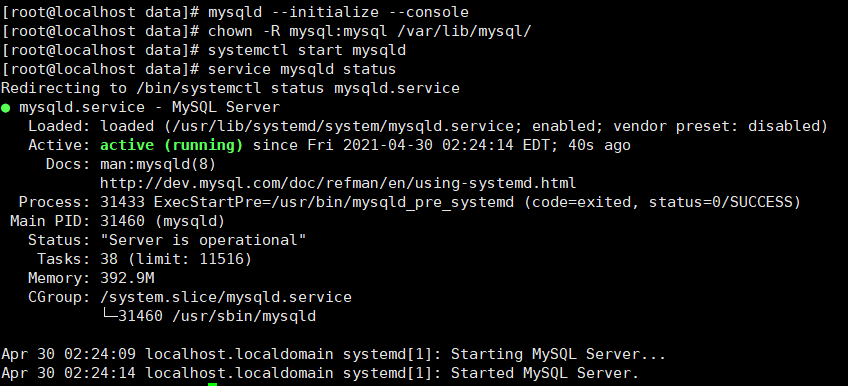 [root@localhost data]# mysqld --initialize --console
[root@localhost data]# chown -R mysql:mysql /var/lib/mysql/
[root@localhost data]# systemctl start mysqld
[root@localhost data]# service mysqld status
Redirecting to /bin/systemctl status mysqld.service
● mysqld.service - MySQL Server
   Loaded: loaded (/usr/lib/systemd/system/mysqld.service; enabled; vendor preset: disabled)
   Active: active (running) since Fri 2021-04-30 02:24:14 EDT; 40s ago
     Docs: man:mysqld(8)
           http://dev.mysql.com/doc/refman/en/using-systemd.html
  Process: 31433 ExecStartPre=/usr/bin/mysqld_pre_systemd (code=exited, status=0/SUCCESS)
 Main PID: 31460 (mysqld)
   Status: "Server is operational"
    Tasks: 38 (limit: 11516)
   Memory: 392.9M
   CGroup: /system.slice/mysqld.service
           └─31460 /usr/sbin/mysqld

Apr 30 02:24:09 localhost.localdomain systemd[1]: Starting MySQL Server...
Apr 30 02:24:14 localhost.localdomain systemd[1]: Started MySQL Server.